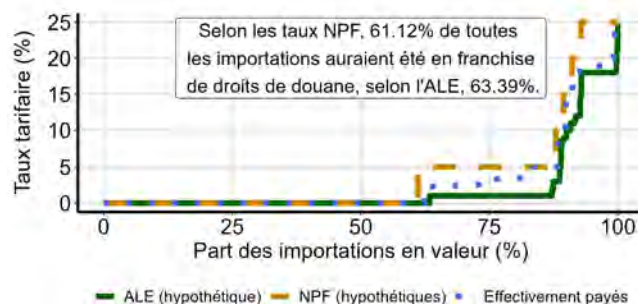 Taux tarifaire (%)
25
20
15
10
5
0
Selon les taux NPF, 61.12% de toutes
les importations auraient été en franchise
de droits de douane, selon l'ALE, 63.39%.
0 25 50 75 100
Part des importations en valeur (%)
ALE (hypothétique) NPF (hypothétiques) Effectivement payés